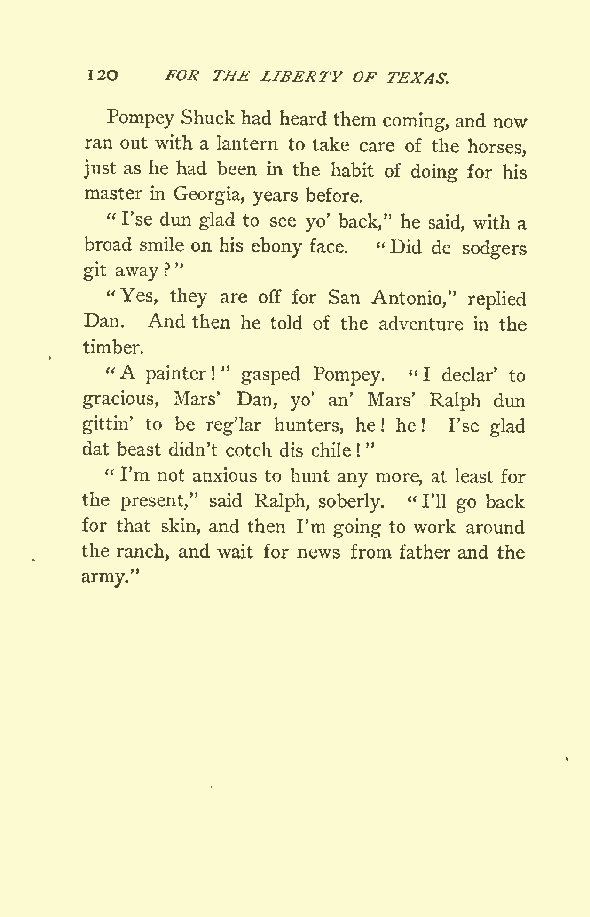 120 FOR THE LIBERTY OF TEXAS.
Pompey Shuck had heard them coming, and now
ran out with a lantern to take care of the horses,
just as he had been in the habit of doing for his
master in Georgia, years before.
"I'se dun glad to see yo' back," he said, with a
broad smile on his ebony face. "Did de sodgers
git away?"
"Yes, they are off for San Antonio," replied
Dan. And then he told of the adventure in the
timber.
"A painter!" gasped Pompey. "I declar' to
gracious, Mars' Dan, yo' an' Mars' Ralph dun
gittin' to be reg'lar hunters, he! he! I'se glad
dat beast didn't cotch dis chile!"
"I'm not anxious to hunt any more, at least for
the present," said Ralph, soberly. "I'll go back
for that skin, and then I'm going to work around
the ranch, and wait for news from father and the
army."